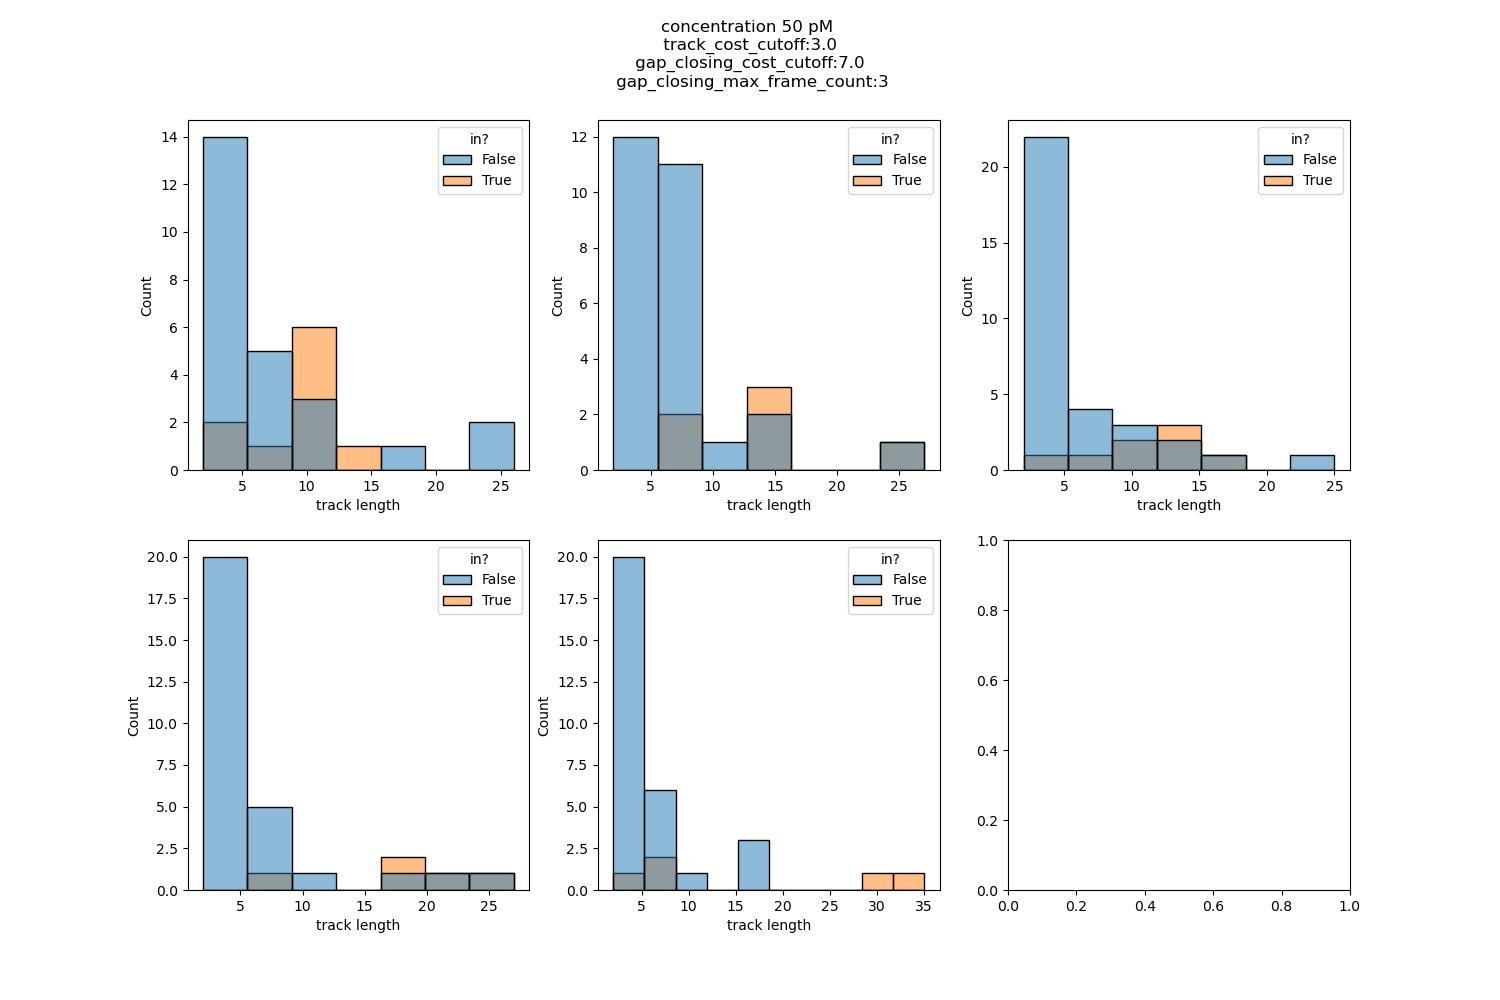 concentration 50 pM
track_cost_cutoff:3.0
gap_closing_cost_cutoff:7.0
gap_closing_max_frame_count:3
14
12
10
8
6
4
2
0
Count
5
10
15
20
25
track length
in?
False
True
12
10
8
6
4
2
0
Count
5
10
15
20
25
track length
in?
False
True
20
15
10
5
0
Count
5
10
15
20
25
track length
in?
False
True
20.0
17.5
15.0
12.5
10.0
7.5
5.0
2.5
0.0
Count
5
10
15
20
25
track length
in?
False
True
20.0
17.5
15.0
12.5
10.0
7.5
5.0
2.5
0.0
Count
5
10
15
20
25
30
35
track length
in?
False
True
1.0
0.8
0.6
0.4
0.2
0.0
0.0
0.2
0.4
0.6
0.8
1.0